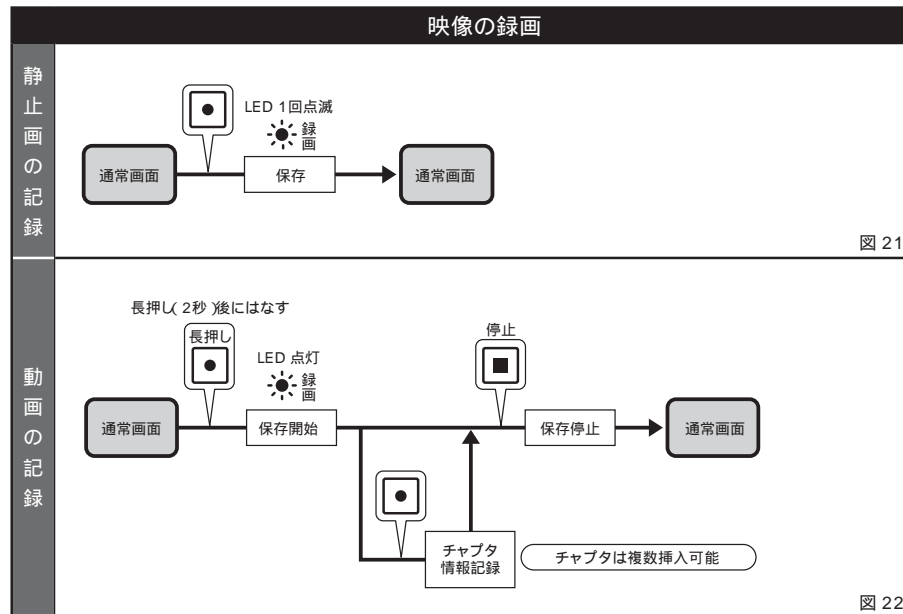 映像の録画
静止画の記録
LED 1回点滅
録画
通常画面
保存
通常画面
図 21
動画の記録
長押し(2秒)後にはなす
長押し
LED 点灯
録画
停止
通常画面
保存開始
保存停止
通常画面
チャプタ
情報記録
チャプタは複数挿入可能
図 22